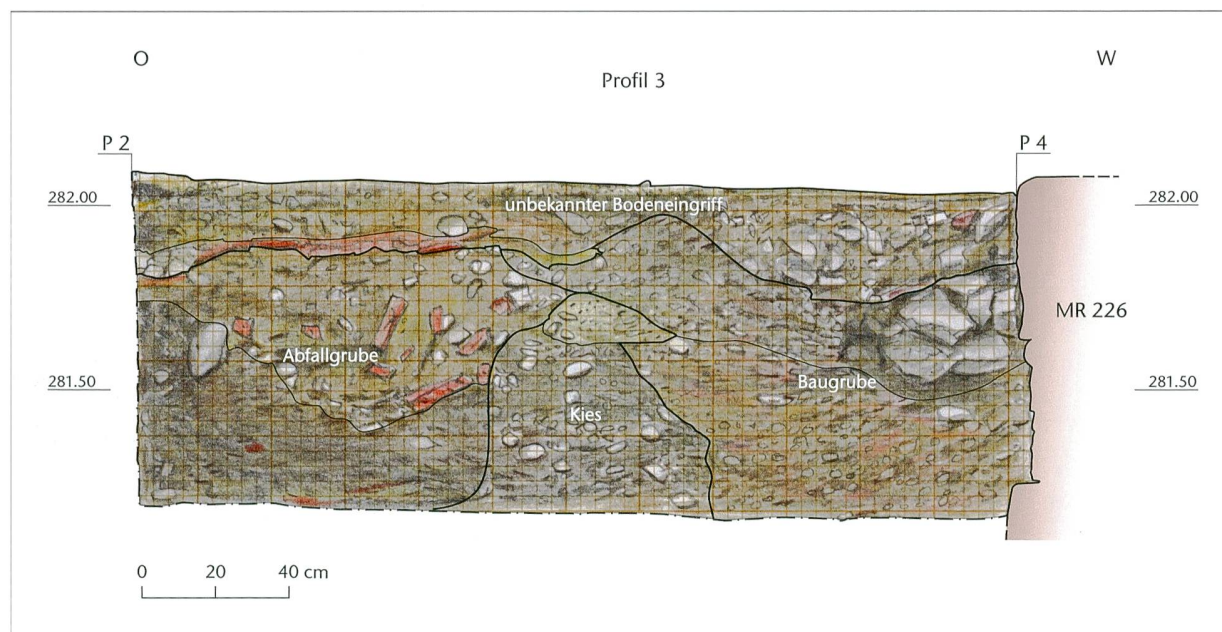 O
W
Profil 3
P 2
P 4
282.00
282.00
unbekannter Bodeneingriff
MR 226
Abfallgrube
281.50
Baugrube
281.50
Kies
0 20 40 cm